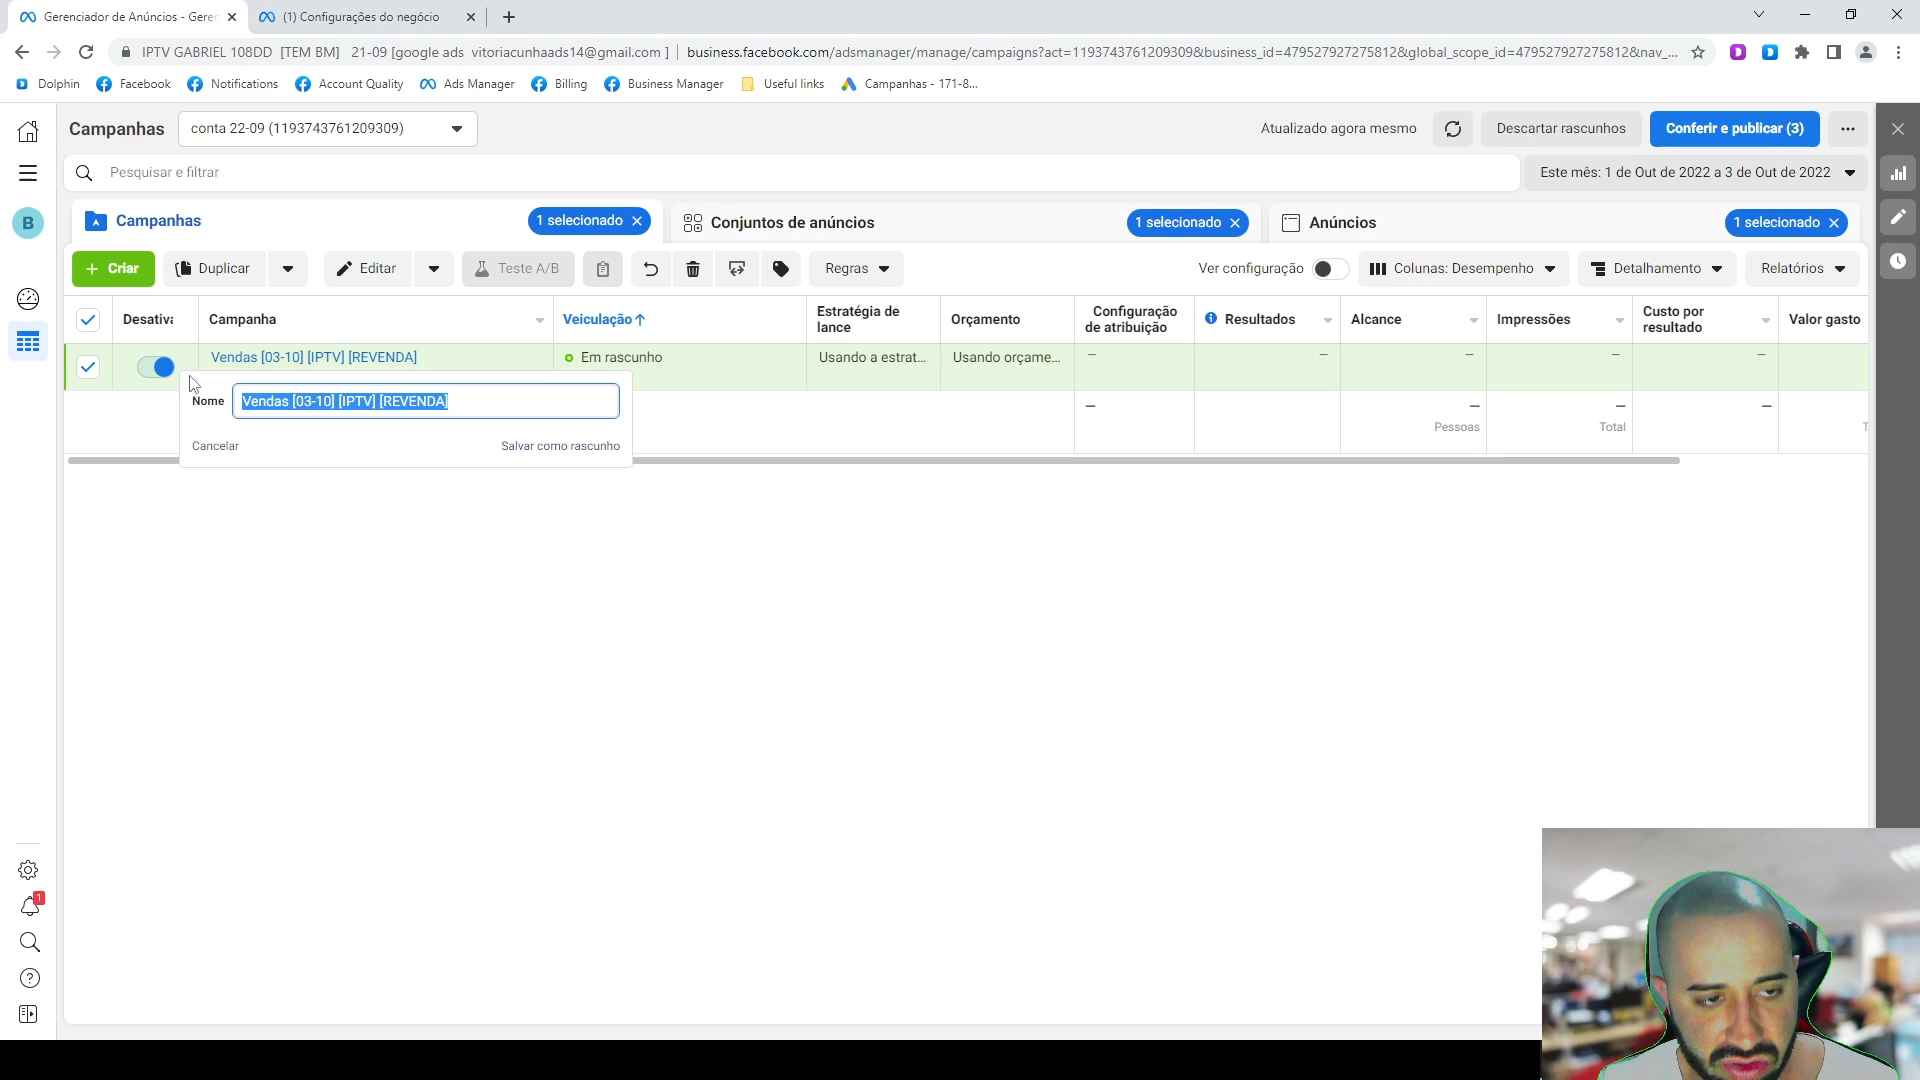 Gerenciador de Anúncios - Geren
(1) Configurações do negócio
IPTV GABRIEL 108DD [TEM BM] 21-09 [google ads vitoriacunhaads14@gmail.com ]
business.facebook.com/adsmanager/manage/campaigns?act=1193743761209309&business_id=479527927275812&global_scope_id=479527927275812&nav_...
Dolphin
Facebook
Notifications
Account Quality
Ads Manager
Billing
Business Manager
Useful links
Campanhas - 171-8...
Campanhas
conta 22-09 (1193743761209309)
Atualizado agora mesmo
Descartar rascunhos
Conferir e publicar (3)
Pesquisar e filtrar
Este mês: 1 de Out de 2022 a 3 de Out de 2022
B
Campanhas
1 selecionado
Conjuntos de anúncios
1 selecionado
Anúncios
1 selecionado
+ Criar
Duplicar
Editar
Teste A/B
Regras
Ver configuração
Colunas: Desempenho
Detalhamento
Relatórios
Desativa
Campanha
Veiculação↑
Estratégia de lance
Orçamento
Configuração de atribuição
Resultados
Alcance
Impressões
Custo por resultado
Valor gasto
Vendas [03-10] [IPTV] [REVENDA]
Em rascunho
Usando a estrat...
Usando orçame...
—
—
—
—
—
Nome
Vendas [03-10] [IPTV] [REVENDA]
—
—
—
—
Pessoas
Total
T
Cancelar
Salvar como rascunho
1